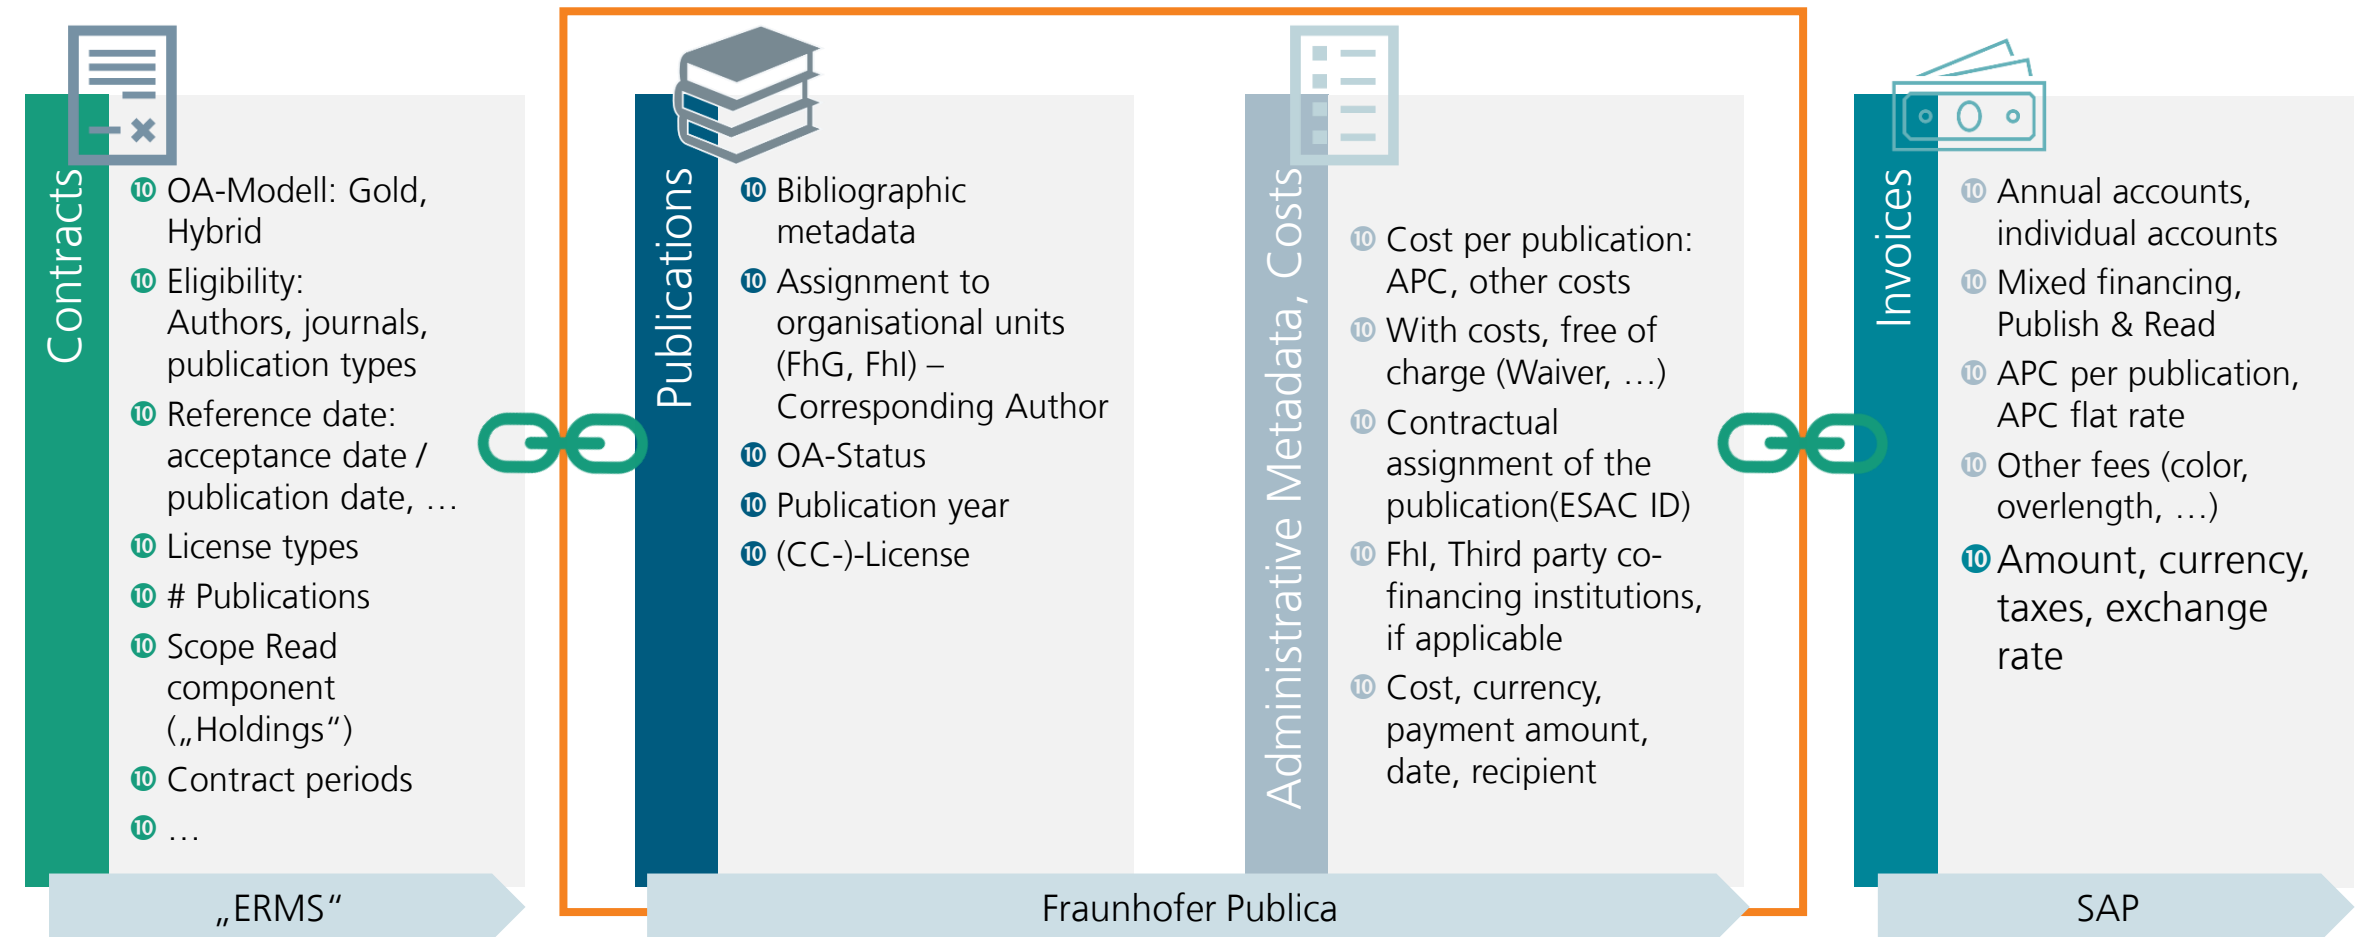 Contracts
❿ OA-Modell: Gold,
Hybrid
❿ Eligibility:
Authors, journals,
publication types
❿ Reference date:
acceptance date /
publication date, …
❿ License types
❿ # Publications
❿ Scope Read
component
(„Holdings“)
❿ Contract periods
❿ …
„ERMS“
Publications
❿ Bibliographic
metadata
❿ Assignment to
organisational units
(FhG, FhI) –
Corresponding Author
❿ OA-Status
❿ Publication year
❿ (CC-)-License
Administrative Metadata, Costs
❿ Cost per publication:
APC, other costs
❿ With costs, free of
charge (Waiver, …)
❿ Contractual
assignment of the
publication(ESAC ID)
❿ FhI, Third party co-
financing institutions,
if applicable
❿ Cost, currency,
payment amount,
date, recipient
Fraunhofer Publica
Invoices
❿ Annual accounts,
individual accounts
❿ Mixed financing,
Publish & Read
❿ APC per publication,
APC flat rate
❿ Other fees (color,
overlength, …)
❿ Amount, currency,
taxes, exchange
rate
SAP